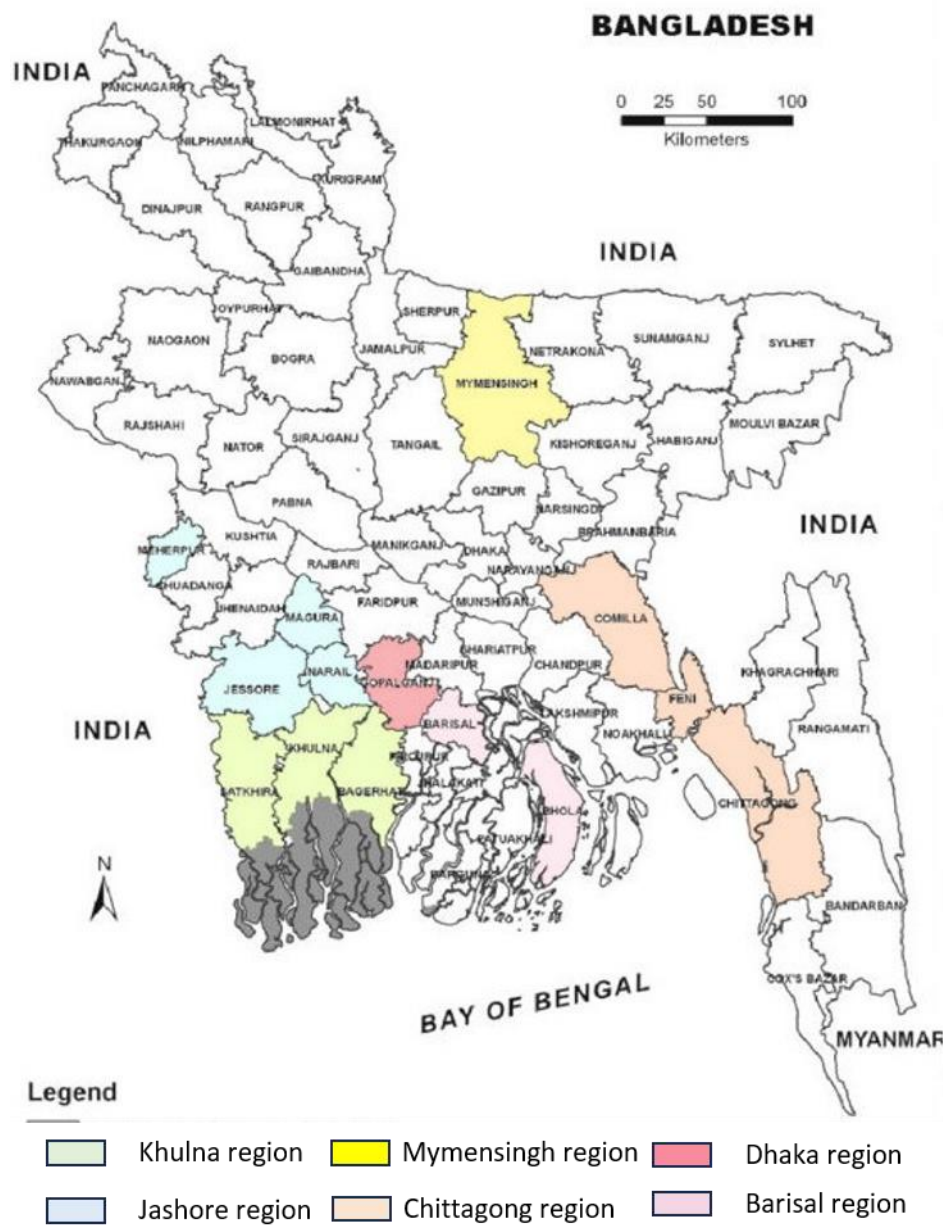 BANGLADESH
INDIA
0 25 50 100
Kilometers
PANCHAGARH
LALMONIRHAT
THAKURGAON
NILPHAMARI
KURIGRAM
DINAJPUR
RANGPUR
INDIA
GAIBANDHA
JOYPURHAT
SHERPUR
NAOGAON
SUNAMGANJ
SYLHET
JAMALPUR
NETRAKONA
BOGRA
NAWABGANJ
MYMENSINGH
RAJSHAHI
MOULVI BAZAR
NATOR
SIRAJGANJ
TANGAIL
KISHOREGANJ
HABIGANJ
GAZIPUR
PABNA
NARSINGDI
INDIA
KUSHTIA
BRAHMANBARIA
MEHERPUR
MANIKGANJ
DHAKA
RAJBARI
NARAYANGANJ
CHUADANGA
JHENAIDAH
FARIDPUR
MUNSHIGANJ
MAGURA
COMILLA
SHARIATPUR
MADARIPUR
CHANDPUR
KHAGRACHHARI
NARAIL
GOPALGANJ
JESSORE
FENI
LAKSHMIPUR
INDIA
BARISAL
NOAKHALI
RANGAMATI
KHULNA
PIROJPUR
JHALAKATI
SATKHIRA
BAGERHAT
CHITTAGONG
BHOLA
PATUAKHALI
N
BARGUNA
BANDARBAN
COX'S BAZAR
BAY OF BENGAL
MYANMAR
Legend
Khulna region Mymensingh region Dhaka region
Jashore region Chittagong region Barisal region